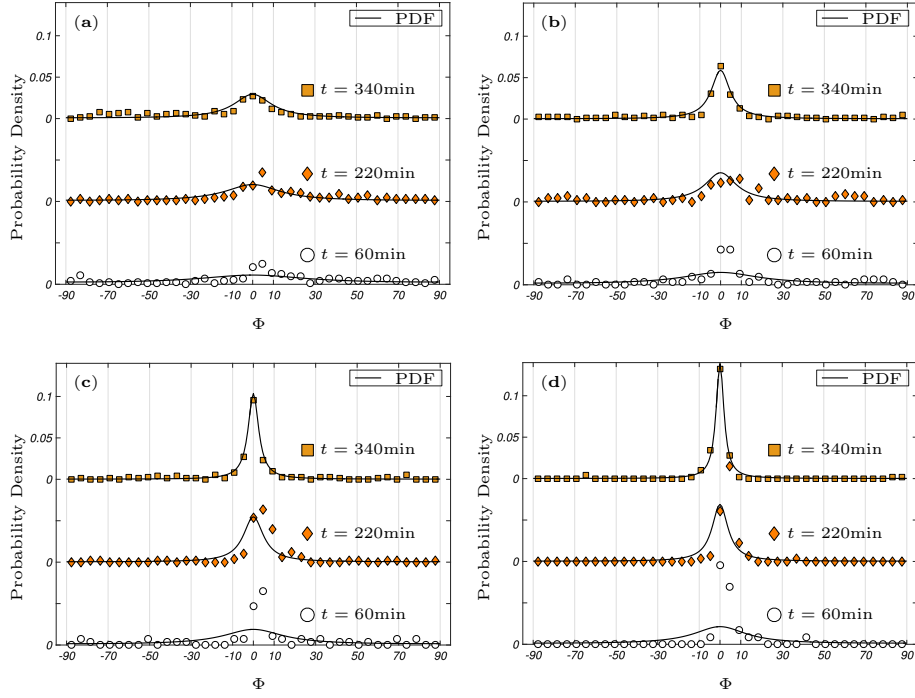 (a)
PDF
0.1
0.05
0
0
0
Probability Density
t = 340min
t = 220min
t = 60min
-90 -70 -50 -30 -10 0 10 30 50 70 90
Φ
(b)
PDF
0.1
0.05
0
0
0
Probability Density
t = 340min
t = 220min
t = 60min
-90 -70 -50 -30 -10 0 10 30 50 70 90
Φ
(c)
PDF
0.1
0.05
0
0
0
Probability Density
t = 340min
t = 220min
t = 60min
-90 -70 -50 -30 -10 0 10 30 50 70 90
Φ
(d)
PDF
0.1
0.05
0
0
0
Probability Density
t = 340min
t = 220min
t = 60min
-90 -70 -50 -30 -10 0 10 30 50 70 90
Φ